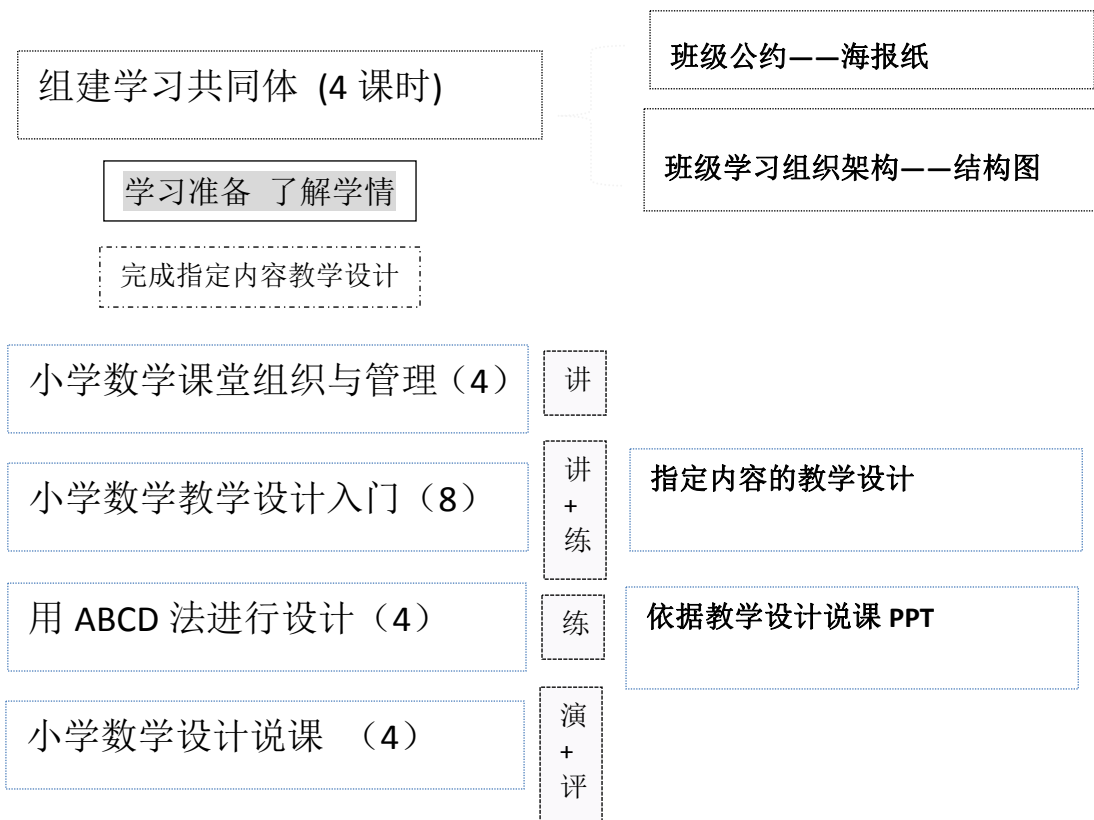 组建学习共同体 (4 课时)
班级公约——海报纸
班级学习组织架构——结构图
学习准备 了解学情
完成指定内容教学设计
小学数学课堂组织与管理（4）
讲
小学数学教学设计入门（8）
讲
+
练
指定内容的教学设计
用 ABCD 法进行设计（4）
练
依据教学设计说课 PPT
小学数学设计说课 （4）
演
+
评